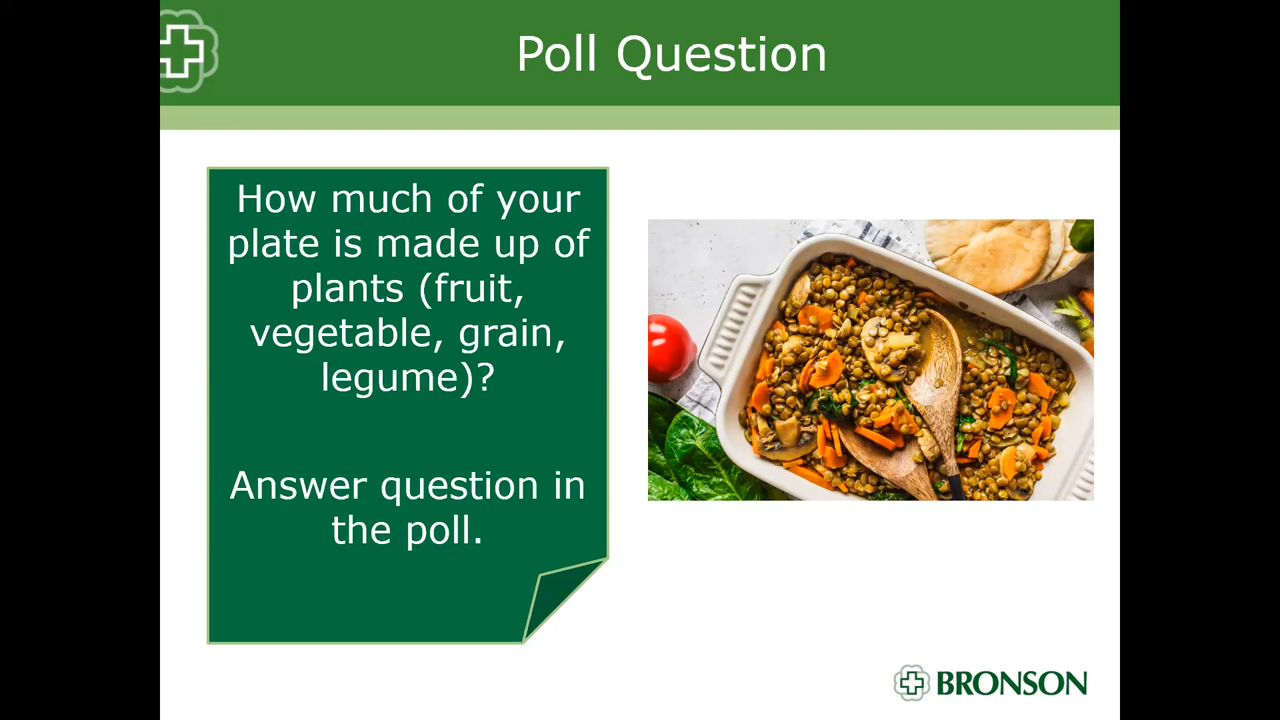 Poll Question
How much of your
plate is made up of
plants (fruit,
vegetable, grain,
legume)?
Answer question in
the poll.
BRONSON